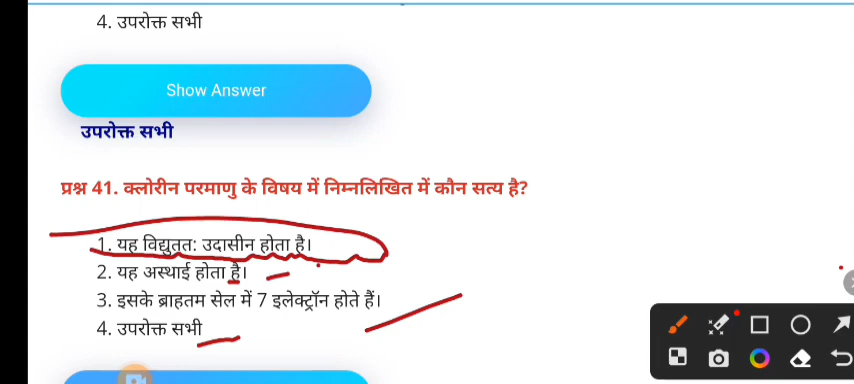 4. उपरोक्त सभी
Show Answer
उपरोक्त सभी
प्रश्न 41. क्लोरीन परमाणु के विषय में निम्नलिखित में कौन सत्य है?
1. यह विद्युतत: उदासीन होता है।
2. यह अस्थाई होता है।
3. इसके ब्राहतम सेल में 7 इलेक्ट्रॉन होते हैं।
4. उपरोक्त सभी